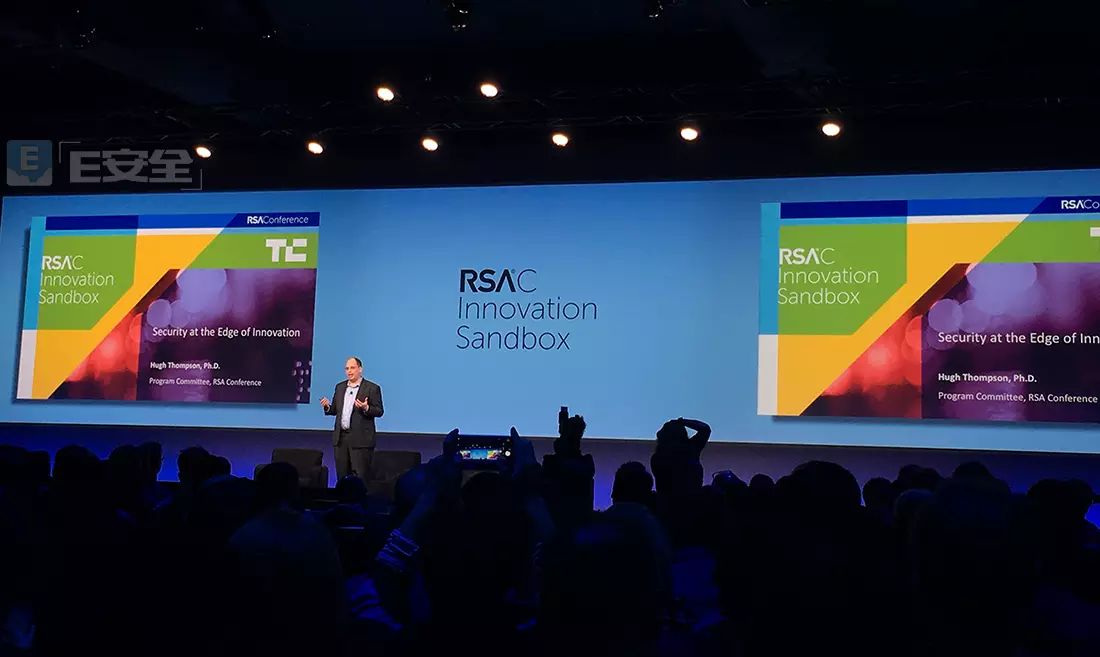 E
E安全
RSAConference
TC
RSAC
Innovation
Sandbox
Security at the Edge of Innovation
Hugh Thompson, Ph.D.
Program Committee, RSA Conference
RSAC
Innovation
Sandbox
RSACo
RSAC
Innovation
Sandbox
Security at the Edge of Inn
Hugh Thompson, Ph.D.
Program Committee, RSA Conference